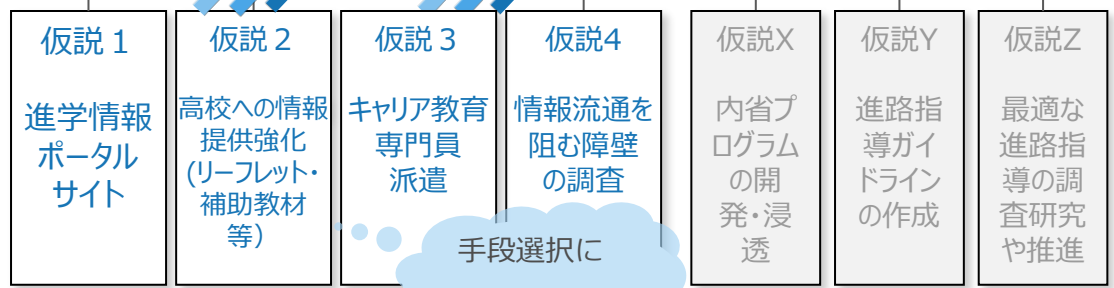 仮説１
進学情報
ポータル
サイト
仮説２
高校への情報
提供強化
(リーフレット・
補助教材
等）
仮説３
キャリア教育
専門員
派遣
仮説4
情報流通を
阻む障壁
の調査
仮説X
内省プ
ログラム
の開
発・浸
透
仮説Y
進路指
導ガイ
ドライン
の作成
仮説Z
最適な
進路指
導の調
査研究
や推進
手段選択に